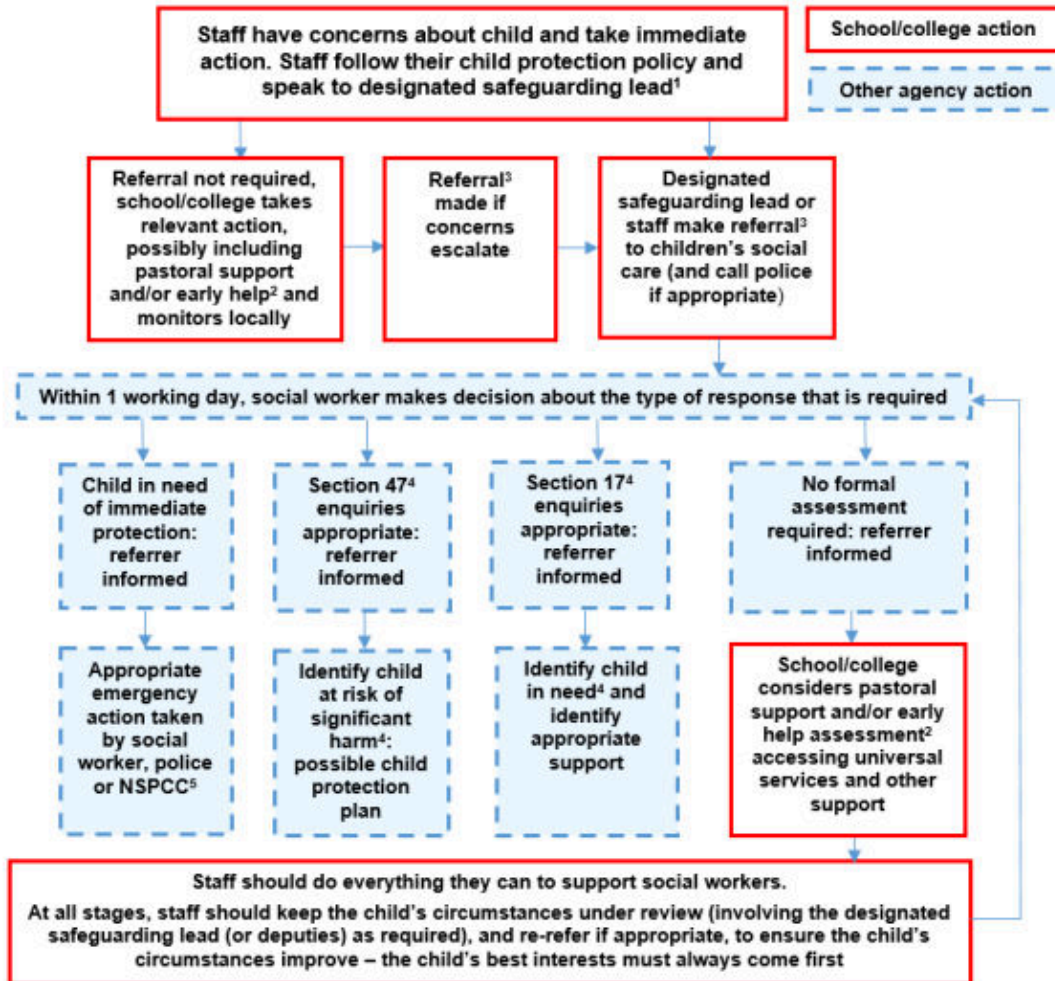 Staff have concerns about child and take immediate
action. Staff follow their child protection policy and
speak to designated safeguarding lead¹
School/college action
Other agency action
Referral not required,
school/college takes
relevant action,
possibly including
pastoral support
and/or early help² and
monitors locally
Referral³
made if
concerns
escalate
Designated
safeguarding lead or
staff make referral³
to children’s social
care (and call police
if appropriate)
Within 1 working day, social worker makes decision about the type of response that is required
Child in need
of immediate
protection:
referrer
informed
Section 47⁴
enquiries
appropriate:
referrer
informed
Section 17⁴
enquiries
appropriate:
referrer
informed
No formal
assessment
required: referrer
informed
Appropriate
emergency
action taken
by social
worker, police
or NSPCC⁵
Identify child
at risk of
significant
harm⁴:
possible child
protection
plan
Identify child
in need⁴ and
identify
appropriate
support
School/college
considers pastoral
support and/or early
help assessment²
accessing universal
services and other
support
Staff should do everything they can to support social workers.
At all stages, staff should keep the child’s circumstances under review (involving the designated
safeguarding lead (or deputies) as required), and re-refer if appropriate, to ensure the child’s
circumstances improve – the child’s best interests must always come first